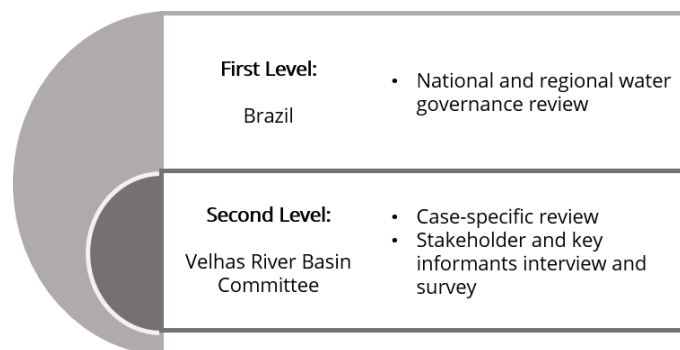 First Level:
Brazil
• National and regional water
governance review
Second Level:
Velhas River Basin
Committee
• Case-specific review
• Stakeholder and key
informants interview and
survey